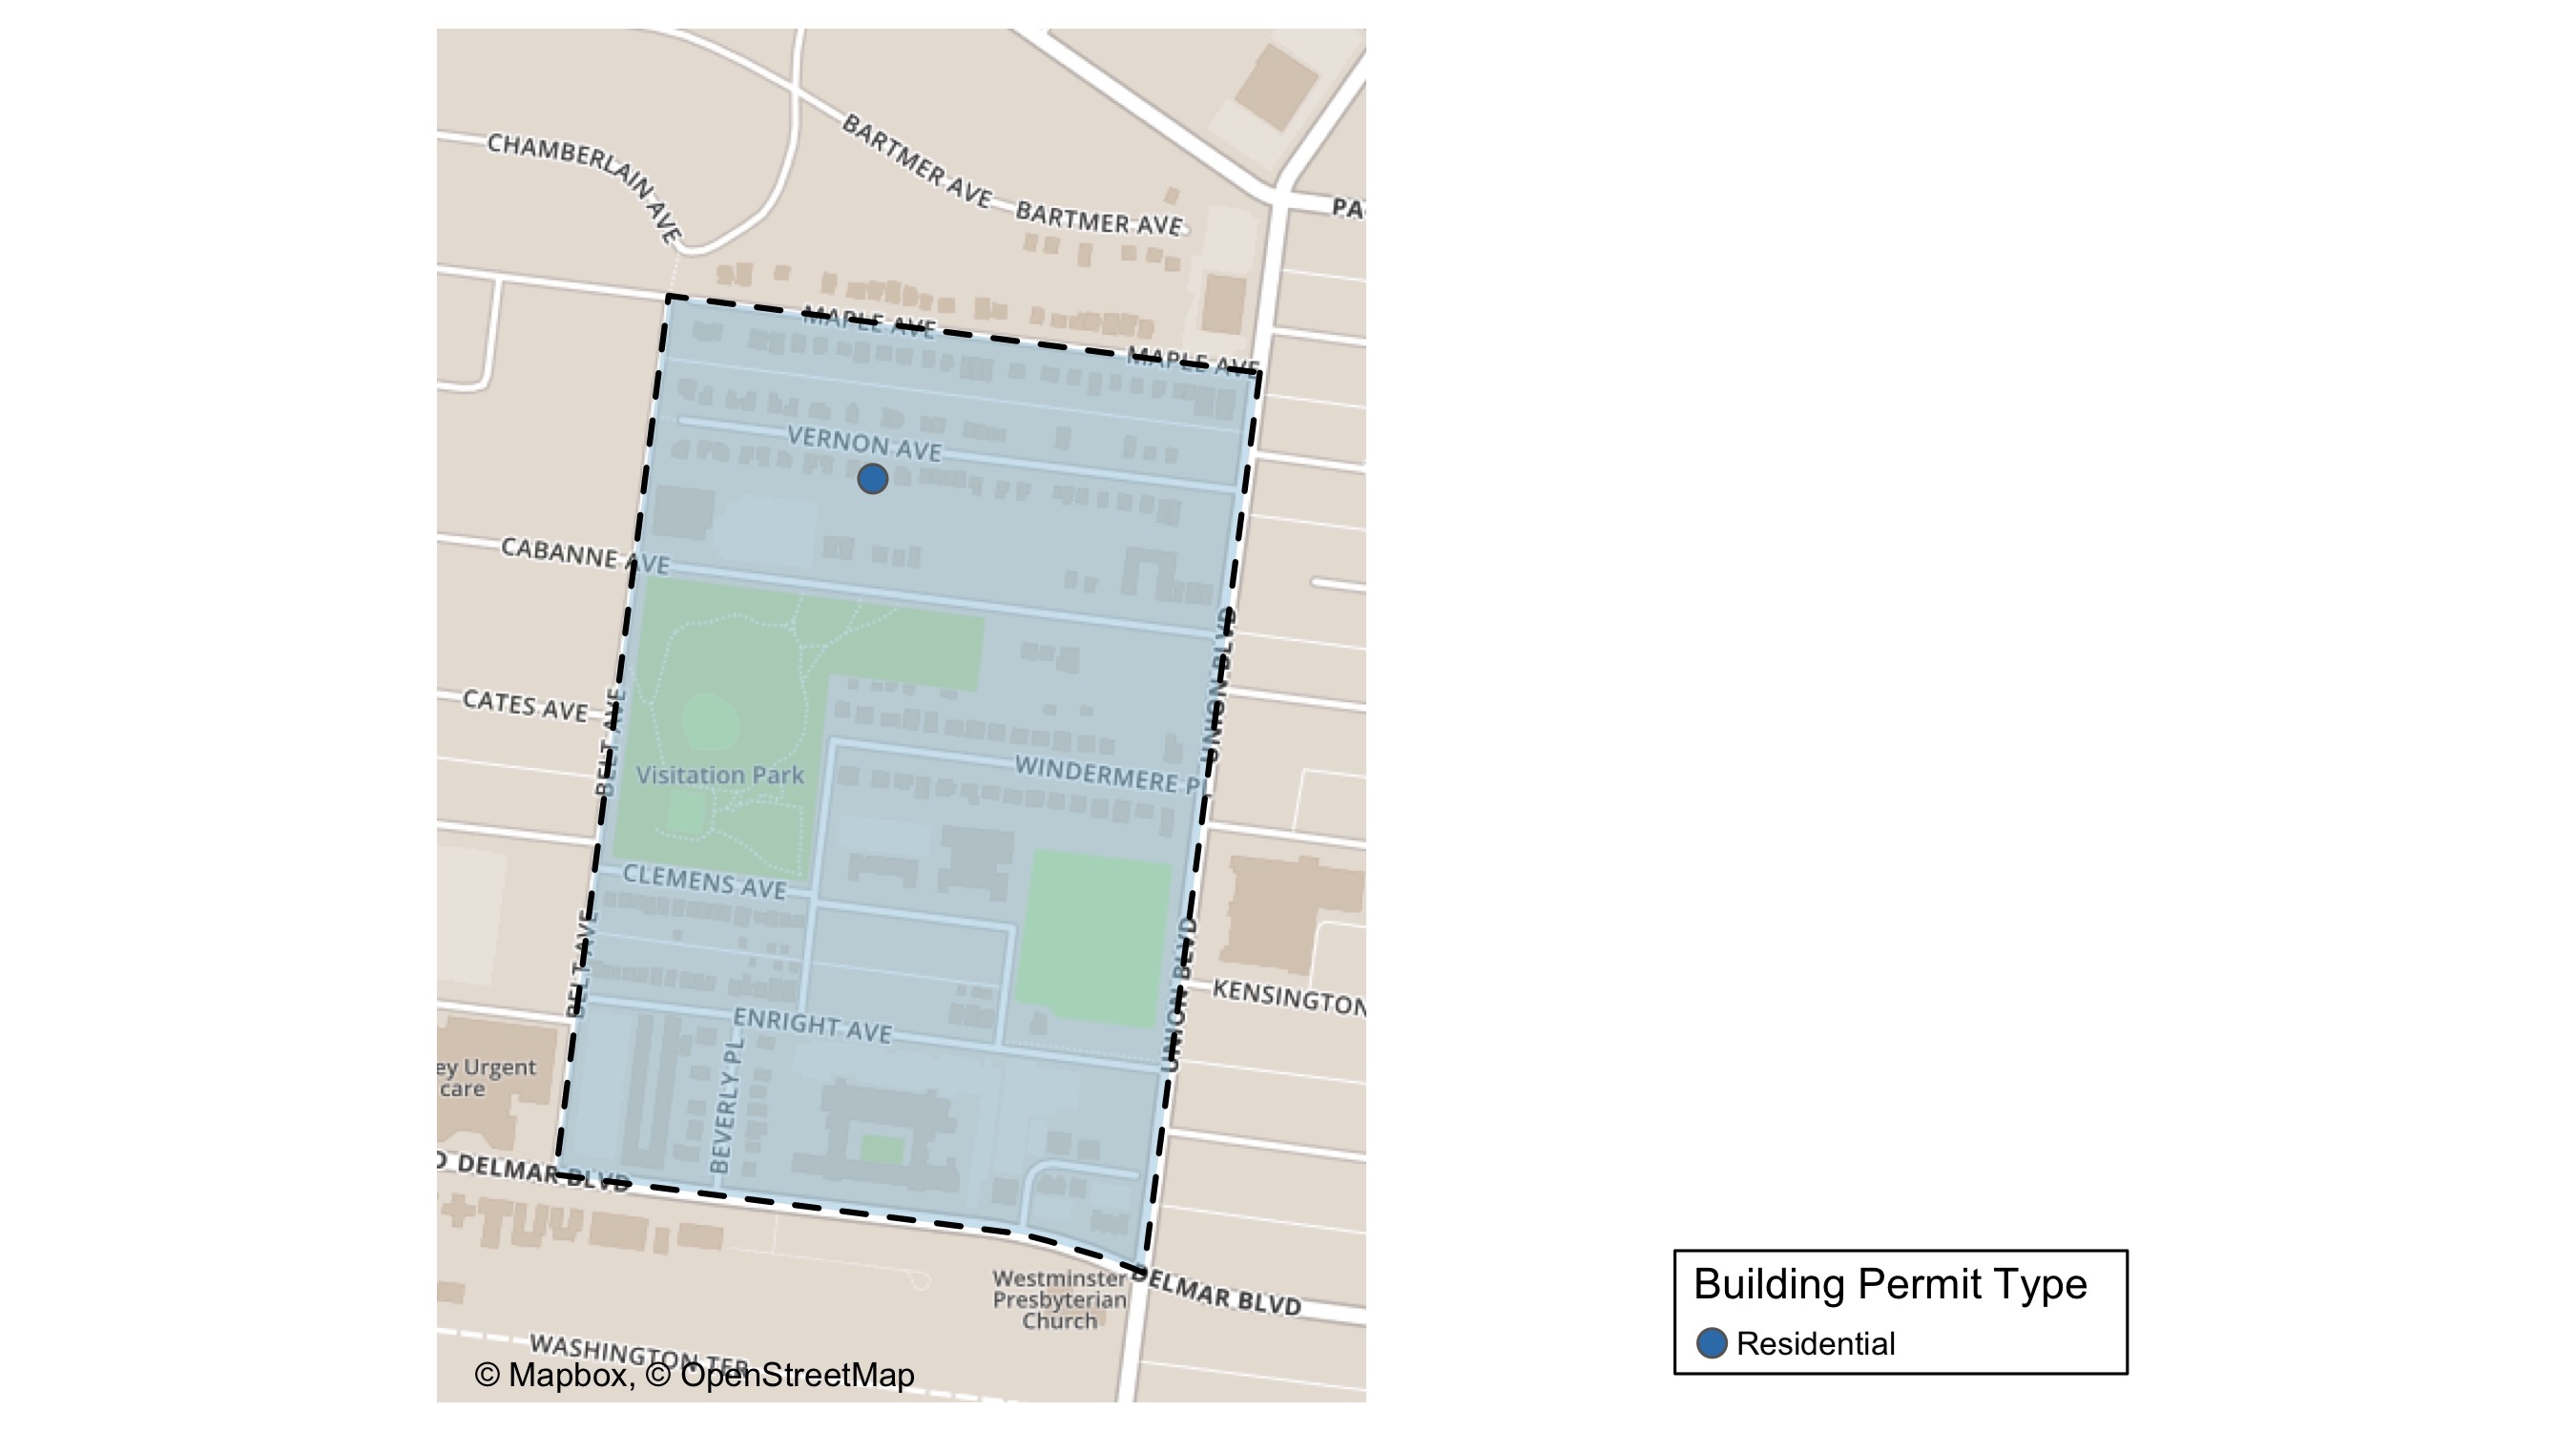 CHAMBERLAIN AVE
BARTMER AVE
BARTMER AVE
PA
MAPLE AVE
MAPLE AVE
VERNON AVE
CABANNE AVE
UNION BLVD
CATES AVE
BELT AVE
Visitation Park
WINDERMERE P
CLEMENS AVE
BELT AVE
UNION BLVD
KENSINGTON
ENRIGHT AVE
BEVERLY PL
ey Urgent
care
DELMAR BLVD
Westminster
Presbyterian
Church
DELMAR BLVD
WASHINGTON TER
© Mapbox, © OpenStreetMap
Building Permit Type
Residential